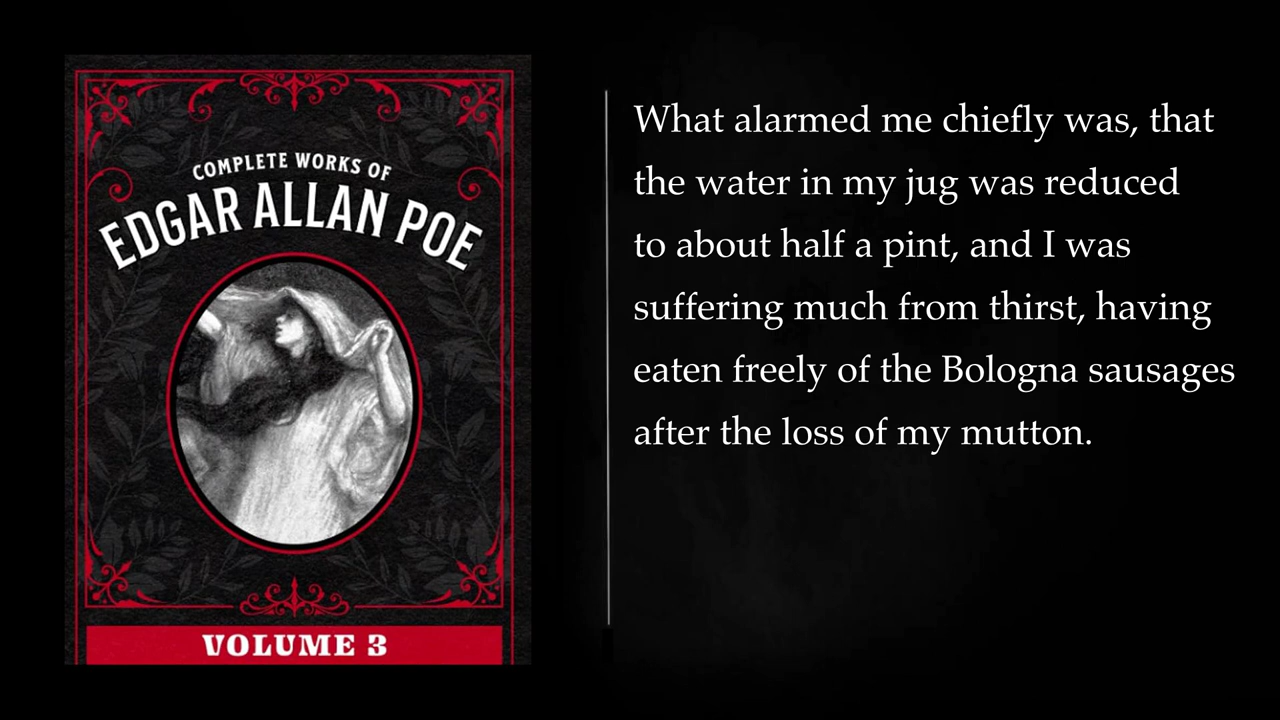 COMPLETE WORKS OF
EDGAR ALLAN POE
VOLUME 3
What alarmed me chiefly was, that
the water in my jug was reduced
to about half a pint, and I was
suffering much from thirst, having
eaten freely of the Bologna sausages
after the loss of my mutton.